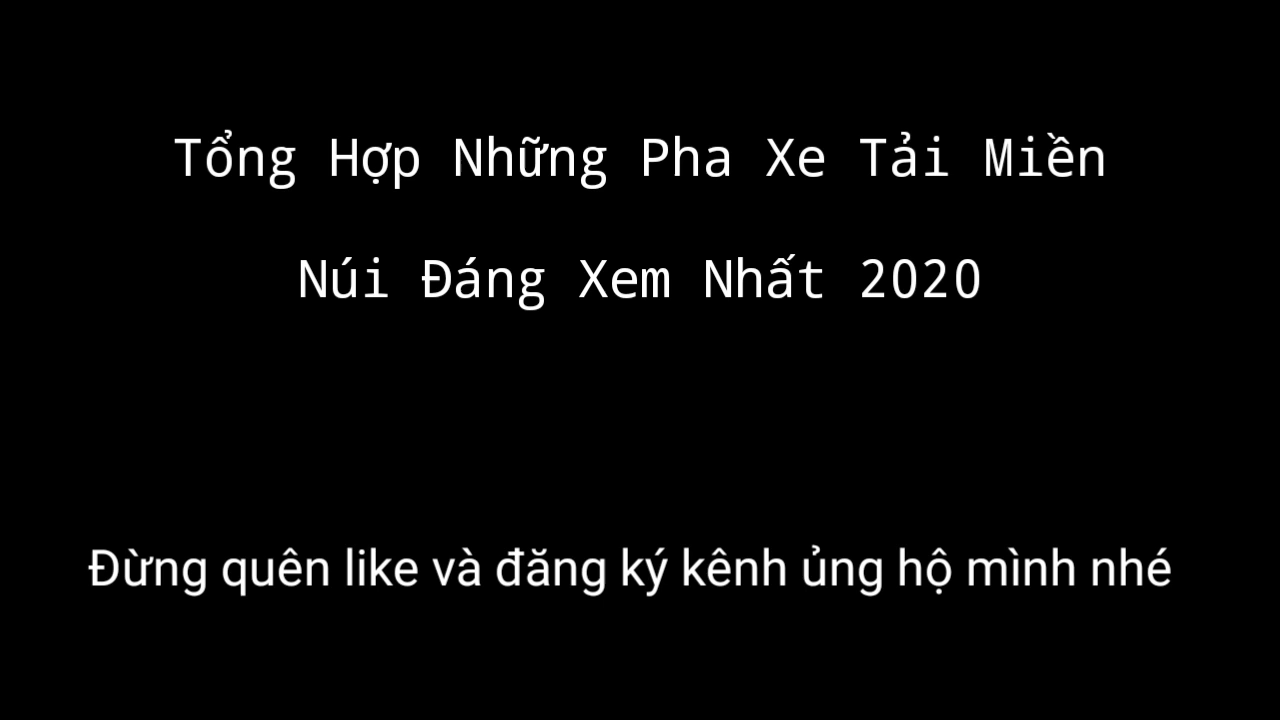 Tổng Hợp Những Pha Xe Tải Miền
Núi Đáng Xem Nhất 2020
Đừng quên like và đăng ký kênh ủng hộ mình nhé